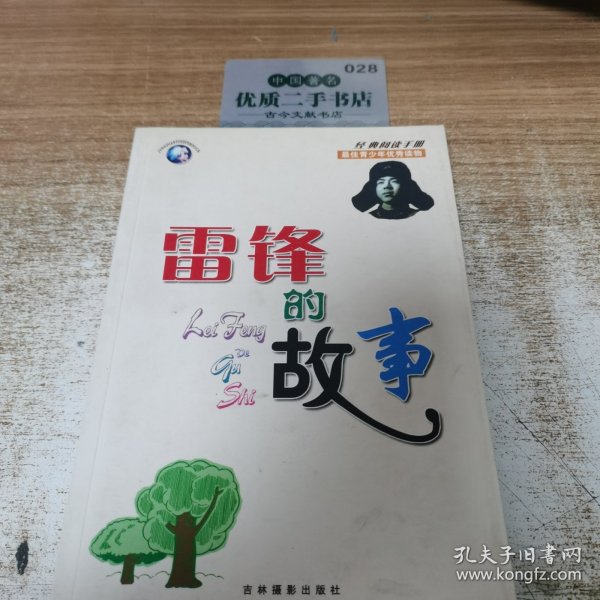 028
中国著名
优质二手书店
古今文献书店
经典阅读手册
最佳青少年优秀读物
雷锋
的
故事
Lei Feng
De
Gu
Shi
吉林摄影出版社
孔夫子旧书网
www.kongfz.com